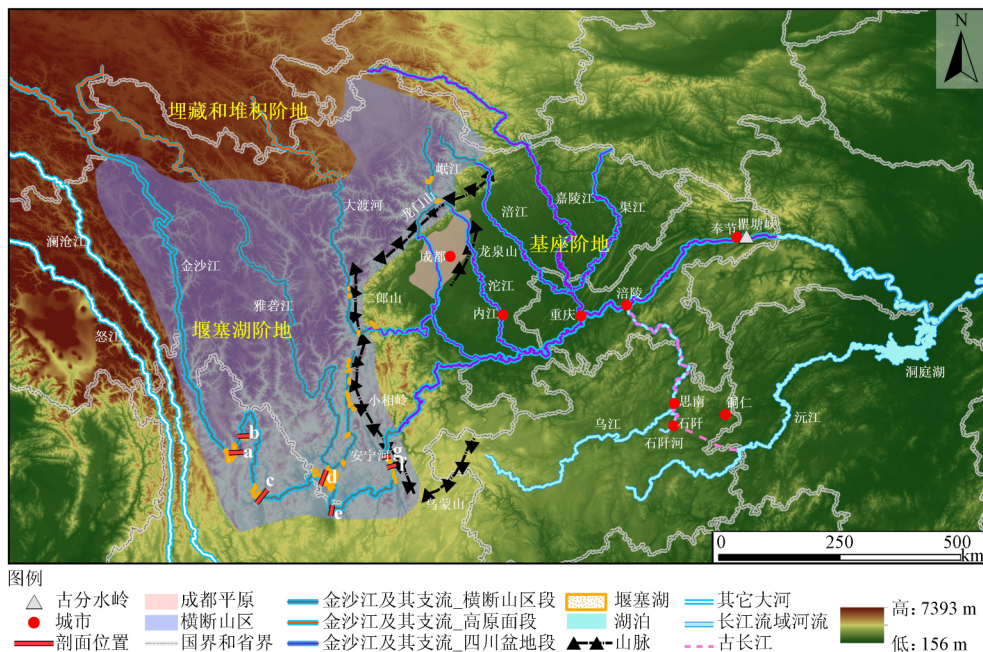 N
埋藏和堆积阶地
岷江
大渡河
龙门山
涪江
嘉陵江
渠江
基座阶地
奉节
瞿塘峡
澜沧江
金沙江
成都
龙泉山
沱江
二郎山
雅砻江
堰塞湖阶地
怒江
内江
重庆
涪陵
洞庭湖
小相岭
思南
铜仁
沅江
乌江
石阡
石阡河
b
a
安宁河
g
f
c
d
e
乌蒙山
0 250 500
km
图例
古分水岭 成都平原 金沙江及其支流_横断山区段 堰塞湖 其它大河 高: 7393 m
城市 横断山区 金沙江及其支流_高原面段 湖泊 长江流域河流
剖面位置 国界和省界 金沙江及其支流_四川盆地段 山脉 古长江 低: 156 m